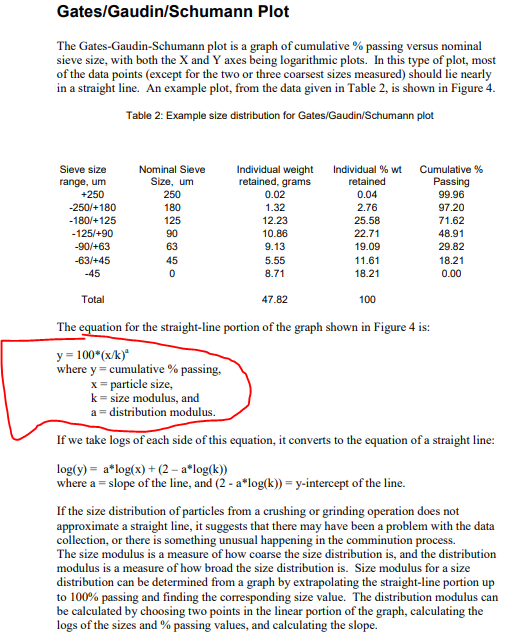 Gates/Gaudin/Schumann Plot
The Gates-Gaudin-Schumann plot is a graph of cumulative % passing versus nominal
sieve size, with both the X and Y axes being logarithmic plots.  In this type of plot, most
of the data points (except for the two or three coarsest sizes measured) should lie nearly
in a straight line.  An example plot, from the data given in Table 2, is shown in Figure 4.
Table 2: Example size distribution for Gates/Gaudin/Schumann plot
Sieve size Nominal Sieve Individual weight Individual % wt Cumulative %
range, um Size,  um retained, grams retained Passing
+250 250 0.02 0.04 99.96
-250/+180 180 1.32 2.76 97.20
-180/+125 125 12.23 25.58 71.62
-125/+90 90 10.86 22.71 48.91
-90/+63 63 9.13 19.09 29.82
-63/+45 45 5.55 11.61 18.21
-45 0 8.71 18.21 0.00
Total 47.82 100
The equation for the straight-line portion of the graph shown in Figure 4 is:
y = 100*(x/k)ª
where y = cumulative % passing,
x = particle size,
k = size modulus, and
a = distribution modulus.
If we take logs of each side of this equation, it converts to the equation of a straight line:
log(y) =  a*log(x) + (2 – a*log(k))
where a = slope of the line, and (2 - a*log(k)) = y-intercept of the line.
If the size distribution of particles from a crushing or grinding operation does not
approximate a straight line, it suggests that there may have been a problem with the data
collection, or there is something unusual happening in the comminution process.
The size modulus is a measure of how coarse the size distribution is, and the distribution
modulus is a measure of how broad the size distribution is.  Size modulus for a size
distribution can be determined from a graph by extrapolating the straight-line portion up
to 100% passing and finding the corresponding size value.  The distribution modulus can
be calculated by choosing two points in the linear portion of the graph, calculating the
logs of the sizes and % passing values, and calculating the slope.